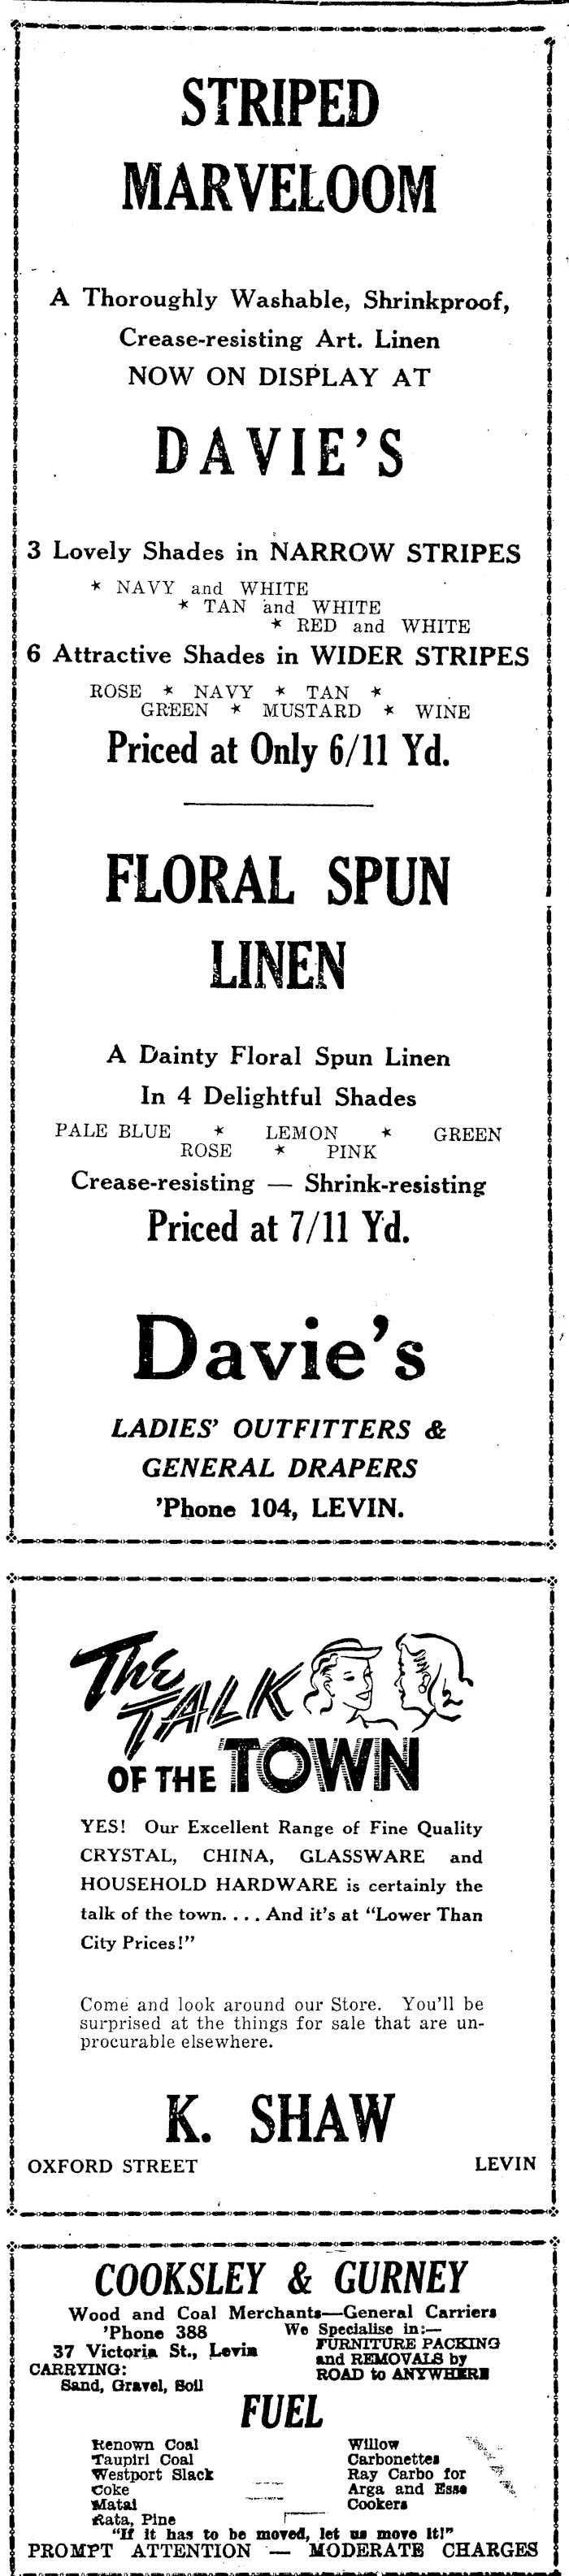 STRIPED
MARVELOOM
A Thoroughly Washable, Shrinkproof,
Crease-resisting Art. Linen
NOW ON DISPLAY AT
DAVIE'S
3 Lovely Shades in NARROW STRIPES
* NAVY and WHITE
* TAN and WHITE
* RED and WHITE
6 Attractive Shades in WIDER STRIPES
ROSE * NAVY * TAN *
GREEN * MUSTARD * WINE
Priced at Only 6/11 Yd.
FLORAL SPUN
LINEN
A Dainty Floral Spun Linen
In 4 Delightful Shades
PALE BLUE * LEMON * GREEN
ROSE * PINK
Crease-resisting — Shrink-resisting
Priced at 7/11 Yd.
Davie's
LADIES' OUTFITTERS &
GENERAL DRAPERS
'Phone 104, LEVIN.
The
TALK
OF THE TOWN
YES! Our Excellent Range of Fine Quality
CRYSTAL, CHINA, GLASSWARE and
HOUSEHOLD HARDWARE is certainly the
talk of the town. . . . And it's at "Lower Than
City Prices!"
Come and look around our Store. You'll be
surprised at the things for sale that are un-
procurable elsewhere.
K. SHAW
OXFORD STREET LEVIN
COOKSLEY & GURNEY
Wood and Coal Merchants—General Carriers
'Phone 388
37 Victoria St., Levin
CARRYING:
Sand, Gravel, Soil
We Specialise in:—
FURNITURE PACKING
and REMOVALS by
ROAD to ANYWHERE
FUEL
Renown Coal
Taupiri Coal
Westport Slack
Coke
Matai
Rata, Pine
Willow
Carbonettes
Ray Carbo for
Arga and Esse
Cookers
"If it has to be moved, let us move it!"
PROMPT ATTENTION — MODERATE CHARGES